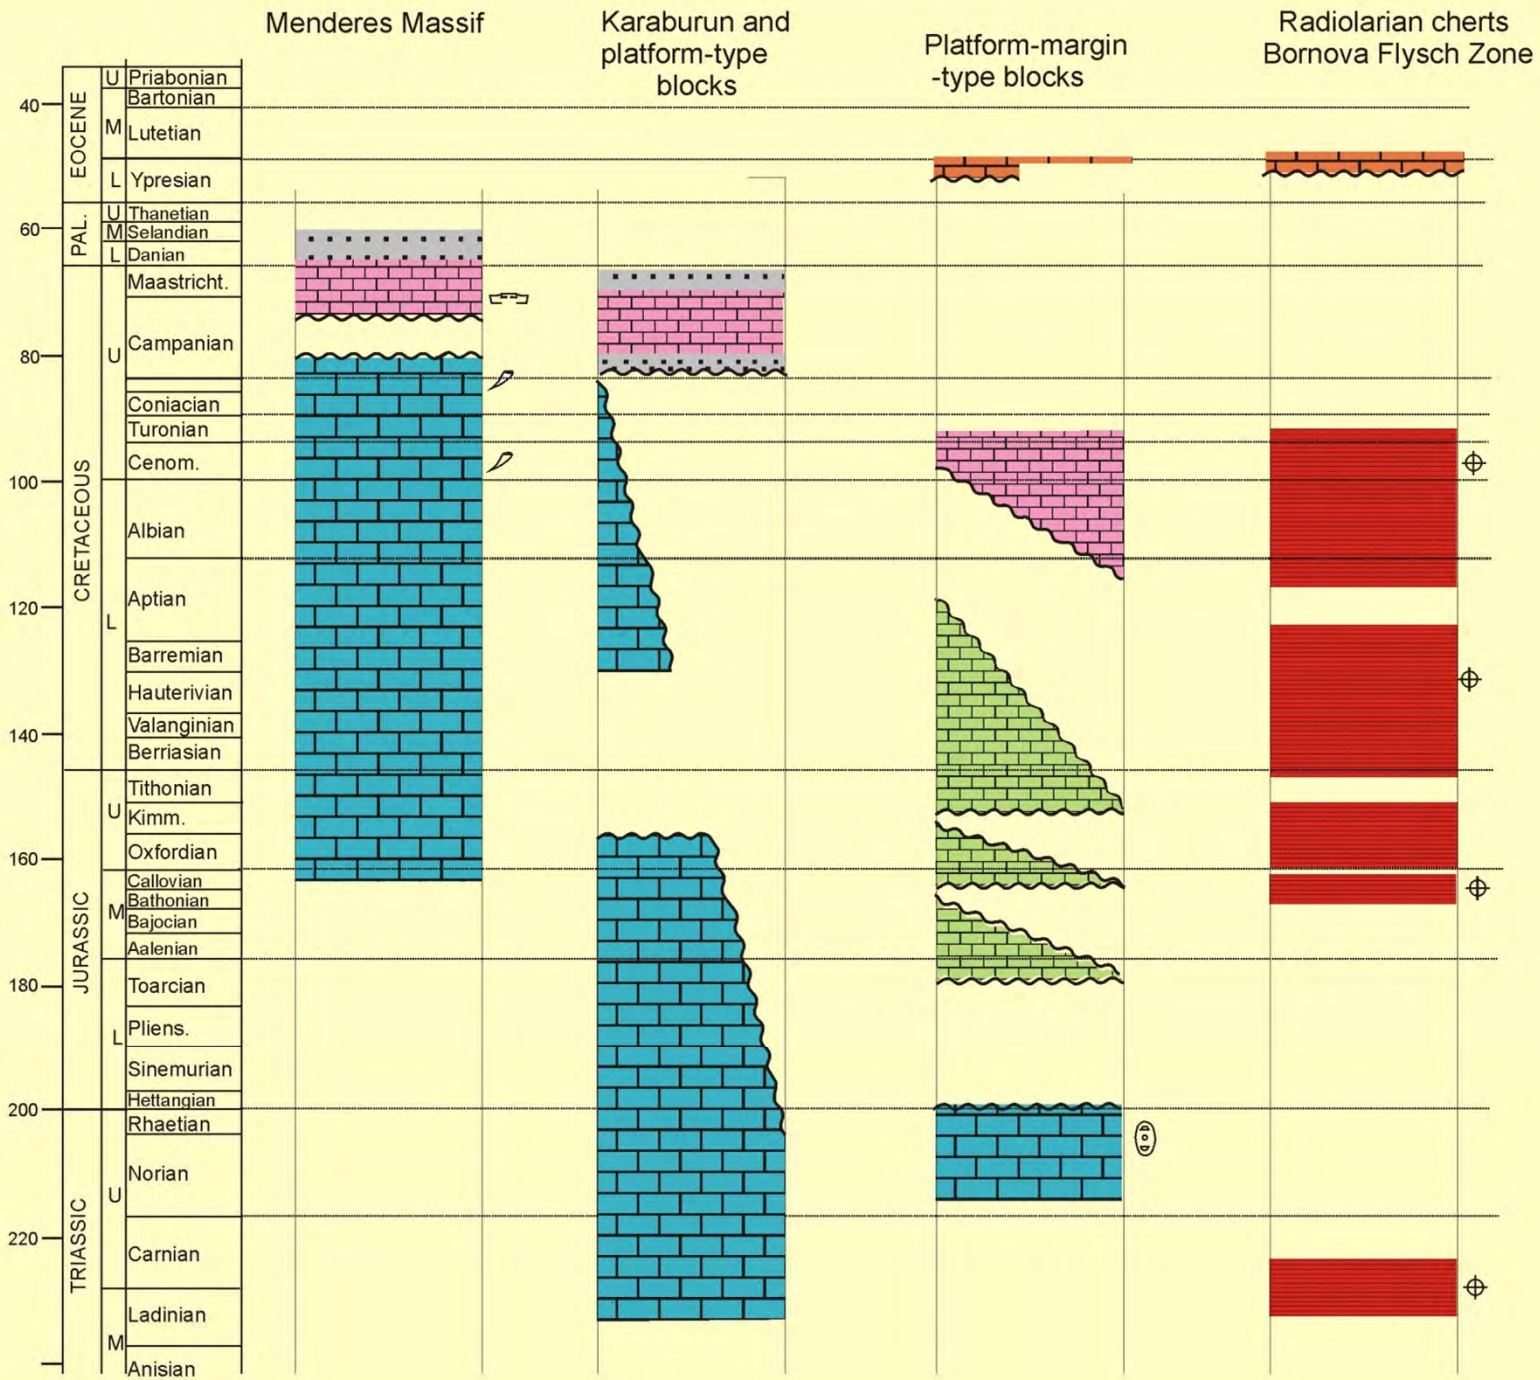 Menderes Massif
Karaburun and
platform-type
blocks
Platform-margin
-type blocks
Radiolarian cherts
Bornova Flysch Zone
40
60
80
100
120
140
160
180
200
220
EOCENE
PAL.
CRETACEOUS
JURASSIC
TRIASSIC
U Priabonian
Bartonian
M Lutetian
L Ypresian
U Thanetian
M Selandian
L Danian
Maastricht.
Campanian
U
Coniacian
Turonian
Cenom.
Albian
Aptian
L
Barremian
Hauterivian
Valanginian
Berriasian
Tithonian
U
Kimm.
Oxfordian
Callovian
Bathonian
M
Bajocian
Aalenian
Toarcian
Pliens.
L
Sinemurian
Hettangian
Rhaetian
Norian
U
Carnian
Ladinian
M
Anisian